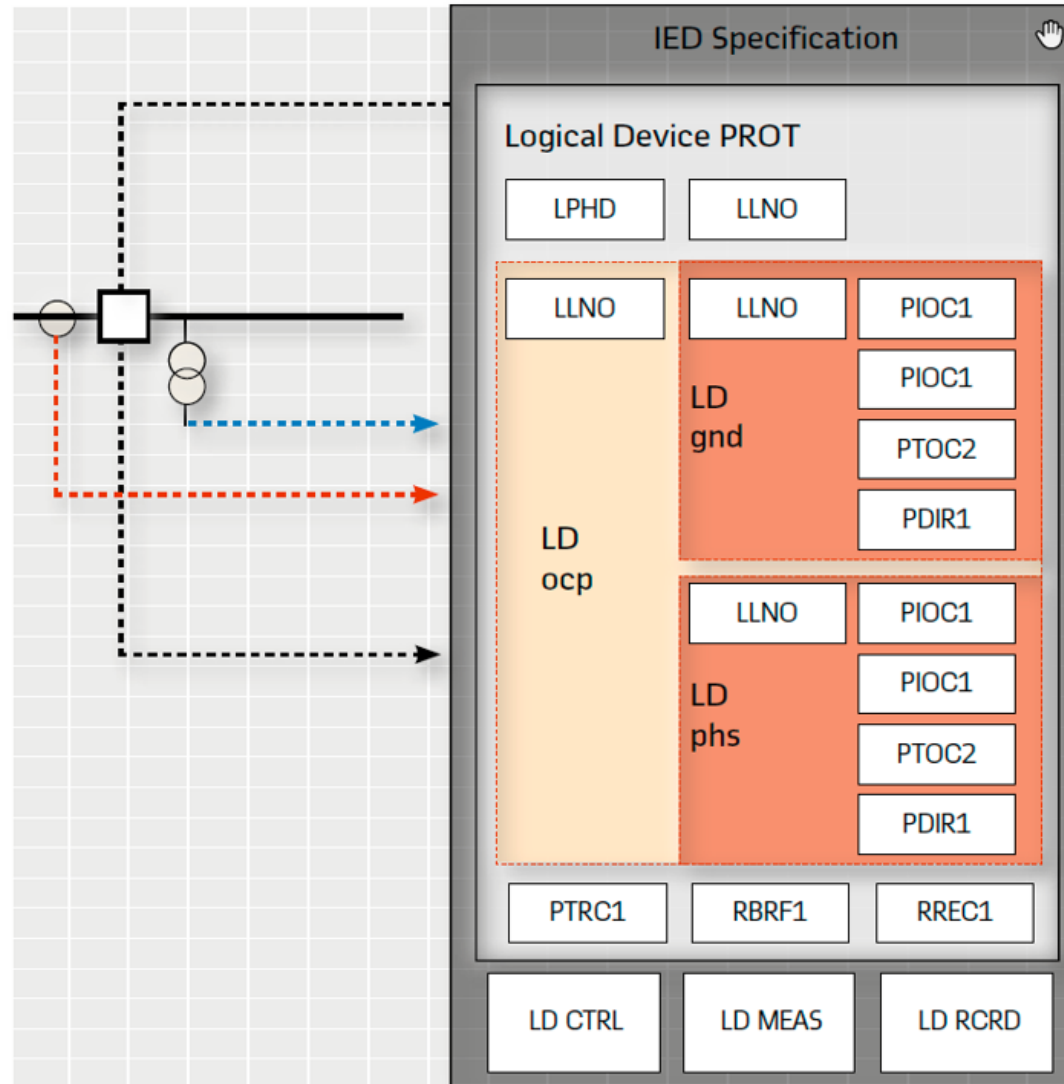 IED Specification
Logical Device PROT
LPHD
LLNO
LLNO
LD
ocp
LLNO
LD
gnd
PIOC1
PIOC1
PTOC2
PDIR1
LLNO
LD
phs
PIOC1
PIOC1
PTOC2
PDIR1
PTRC1
RBRF1
RREC1
LD CTRL
LD MEAS
LD RCRD